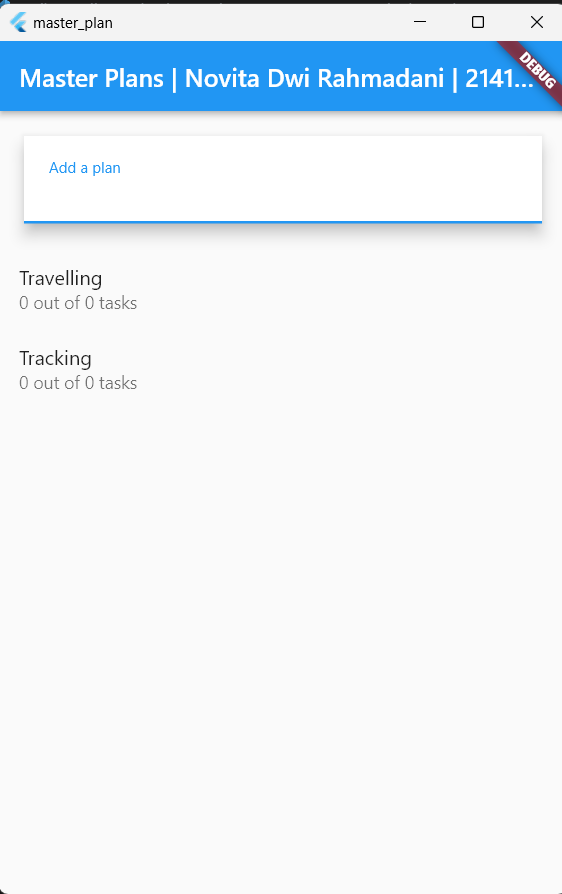 master_plan
Master Plans | Novita Dwi Rahmadani | 2141...
DEBUG
Add a plan
Travelling
0 out of 0 tasks
Tracking
0 out of 0 tasks